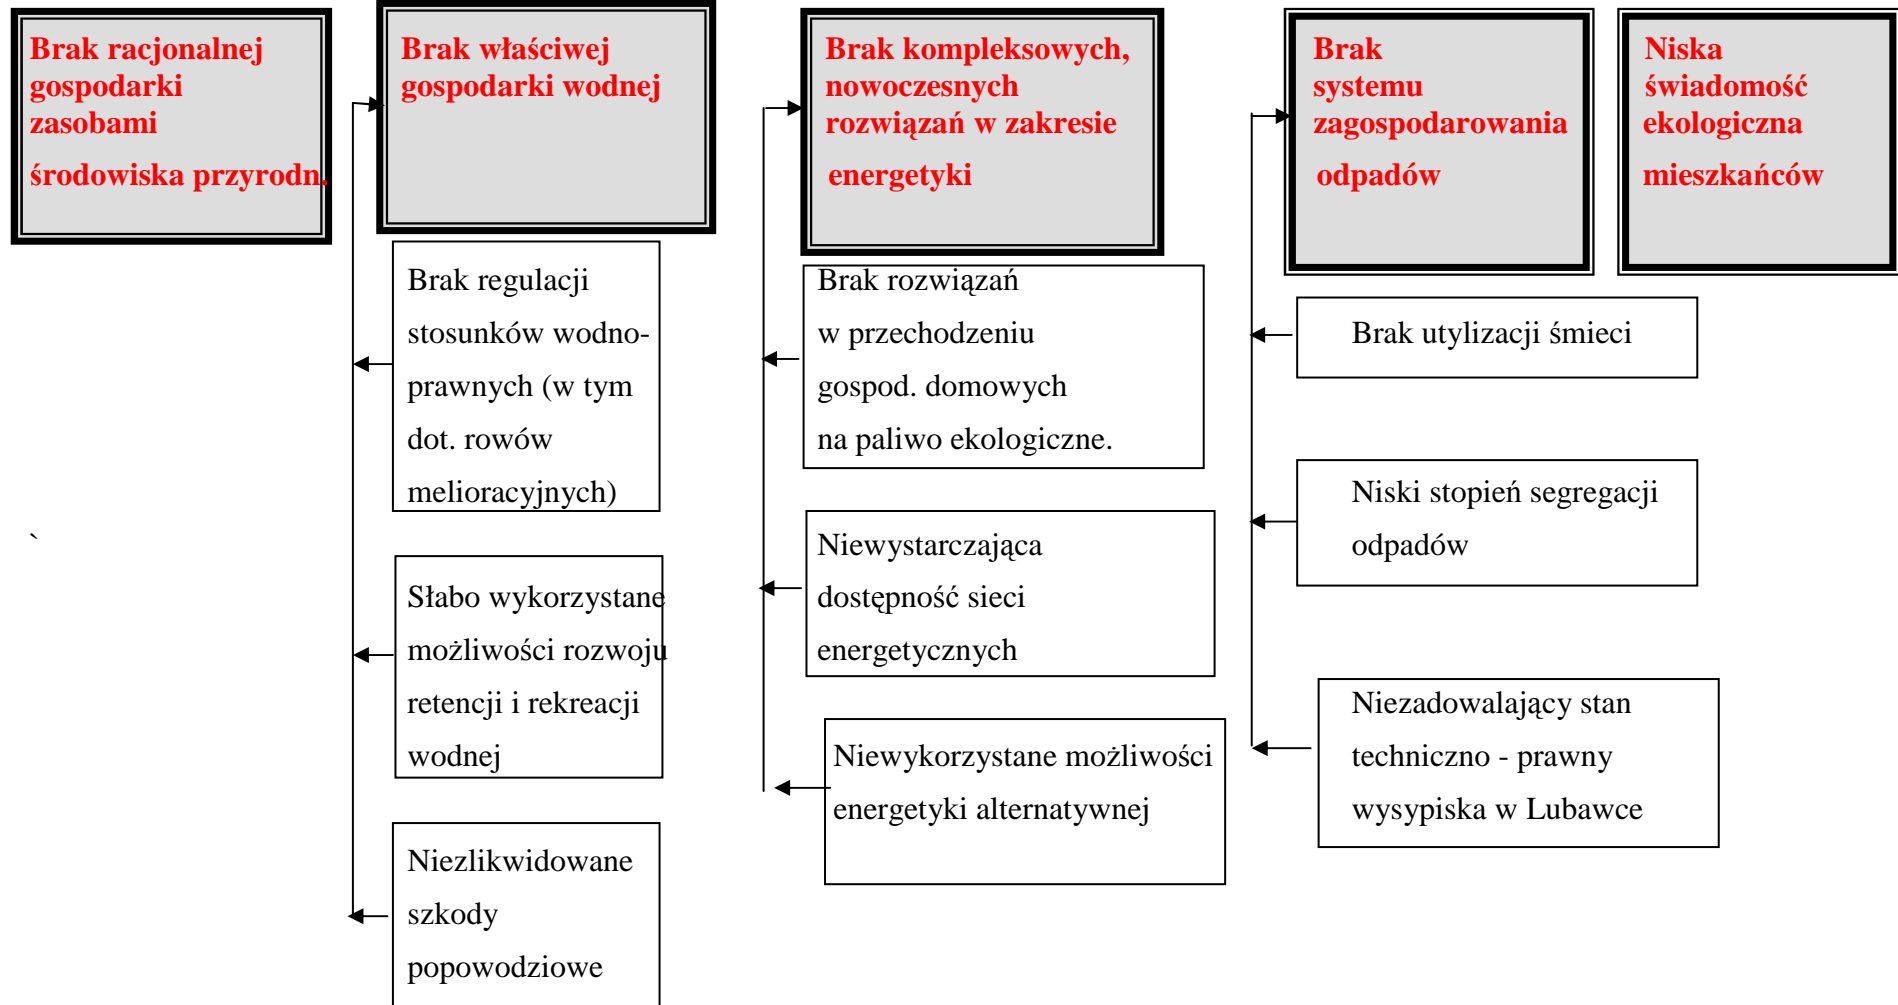 Brak racjonalnej
gospodarki
zasobami
środowiska przyrodn.
Brak właściwej
gospodarki wodnej
Brak regulacji
stosunków wodno-
prawnych (w tym
dot. rowów
melioracyjnych)
Słabo wykorzystane
możliwości rozwoju
retencji i rekreacji
wodnej
Niezlikwidowane
szkody
popowodziowe
Brak kompleksowych,
nowoczesnych
rozwiązań w zakresie
energetyki
Brak rozwiązań
w przechodzeniu
gospod. domowych
na paliwo ekologiczne.
Niewystarczająca
dostępność sieci
energetycznych
Niewykorzystane możliwości
energetyki alternatywnej
Brak
systemu
zagospodarowania
odpadów
Brak utylizacji śmieci
Niski stopień segregacji
odpadów
Niezadowalający stan
techniczno - prawny
wysypiska w Lubawce
Niska
świadomość
ekologiczna
mieszkańców
`